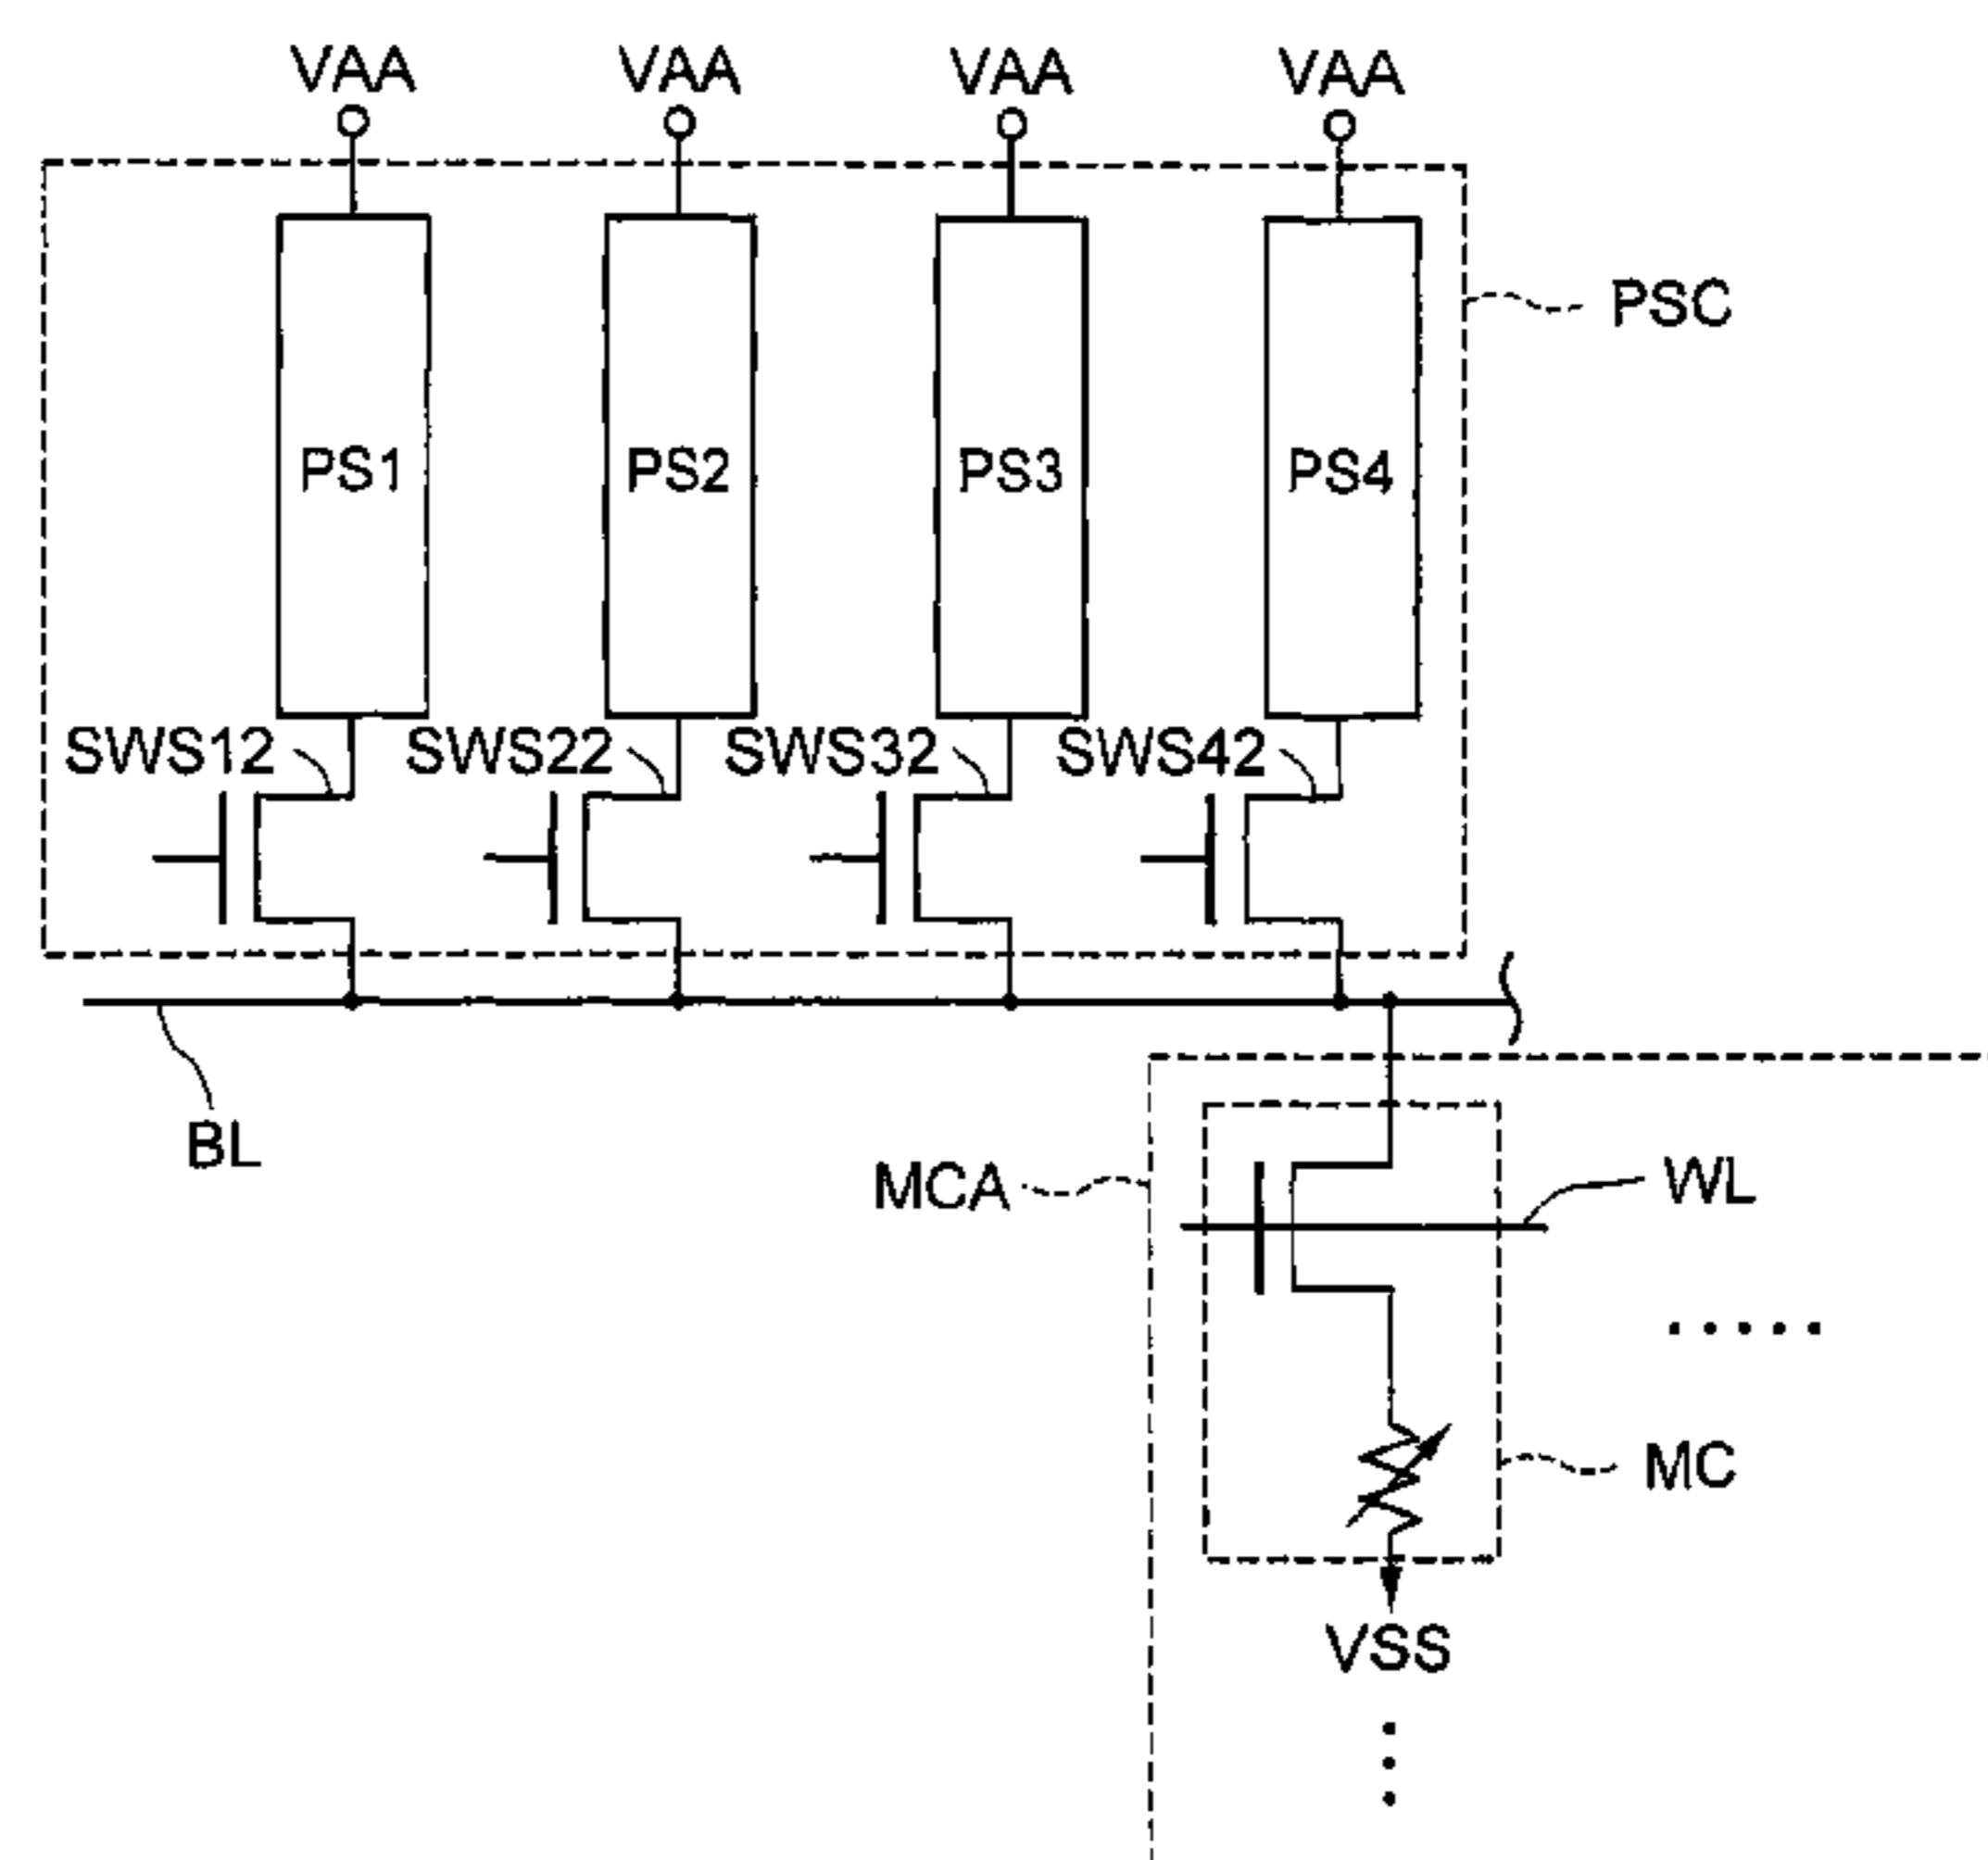 VAA VAA VAA VAA
PSC
PS1 PS2 PS3 PS4
SWS12 SWS22 SWS32 SWS42
BL
MCA
WL
MC
VSS